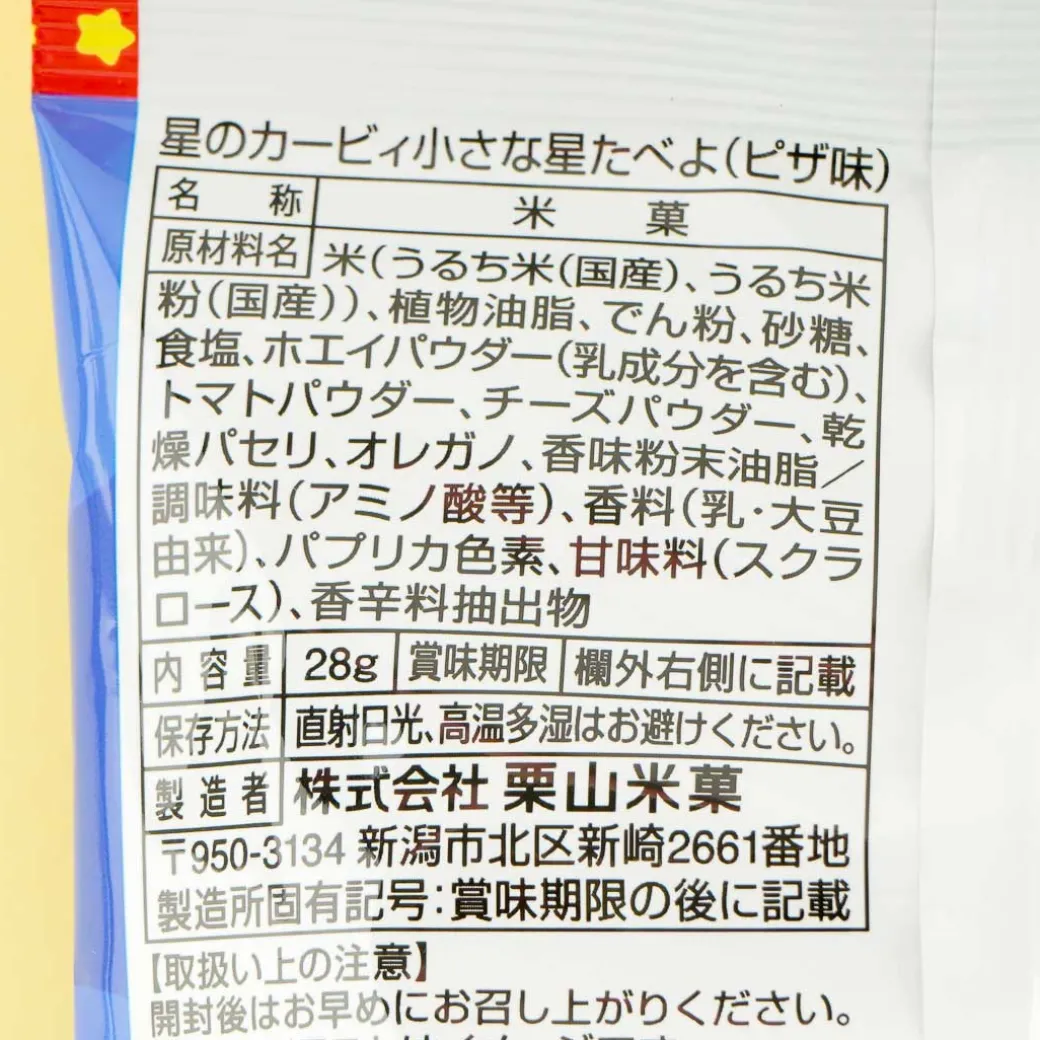 星のカービィ小さな星たべよ(ピザ味)
名称 米菓
原材料名 米(うるち米(国産)、うるち米
粉(国産))、植物油脂、でん粉、砂糖、
食塩、ホエイパウダー(乳成分を含む)、
トマトパウダー、チーズパウダー、乾
燥パセリ、オレガノ、香味粉末油脂/
調味料(アミノ酸等)、香料(乳・大豆
由来)、パプリカ色素、甘味料(スクラ
ロース)、香辛料抽出物
内容量 28g 賞味期限 欄外右側に記載
保存方法 直射日光、高温多湿はお避けください。
製造者 株式会社 栗山米菓
〒950-3134 新潟市北区新崎2661番地
製造所固有記号:賞味期限の後に記載
【取扱い上の注意】
開封後はお早めにお召し上がりください。